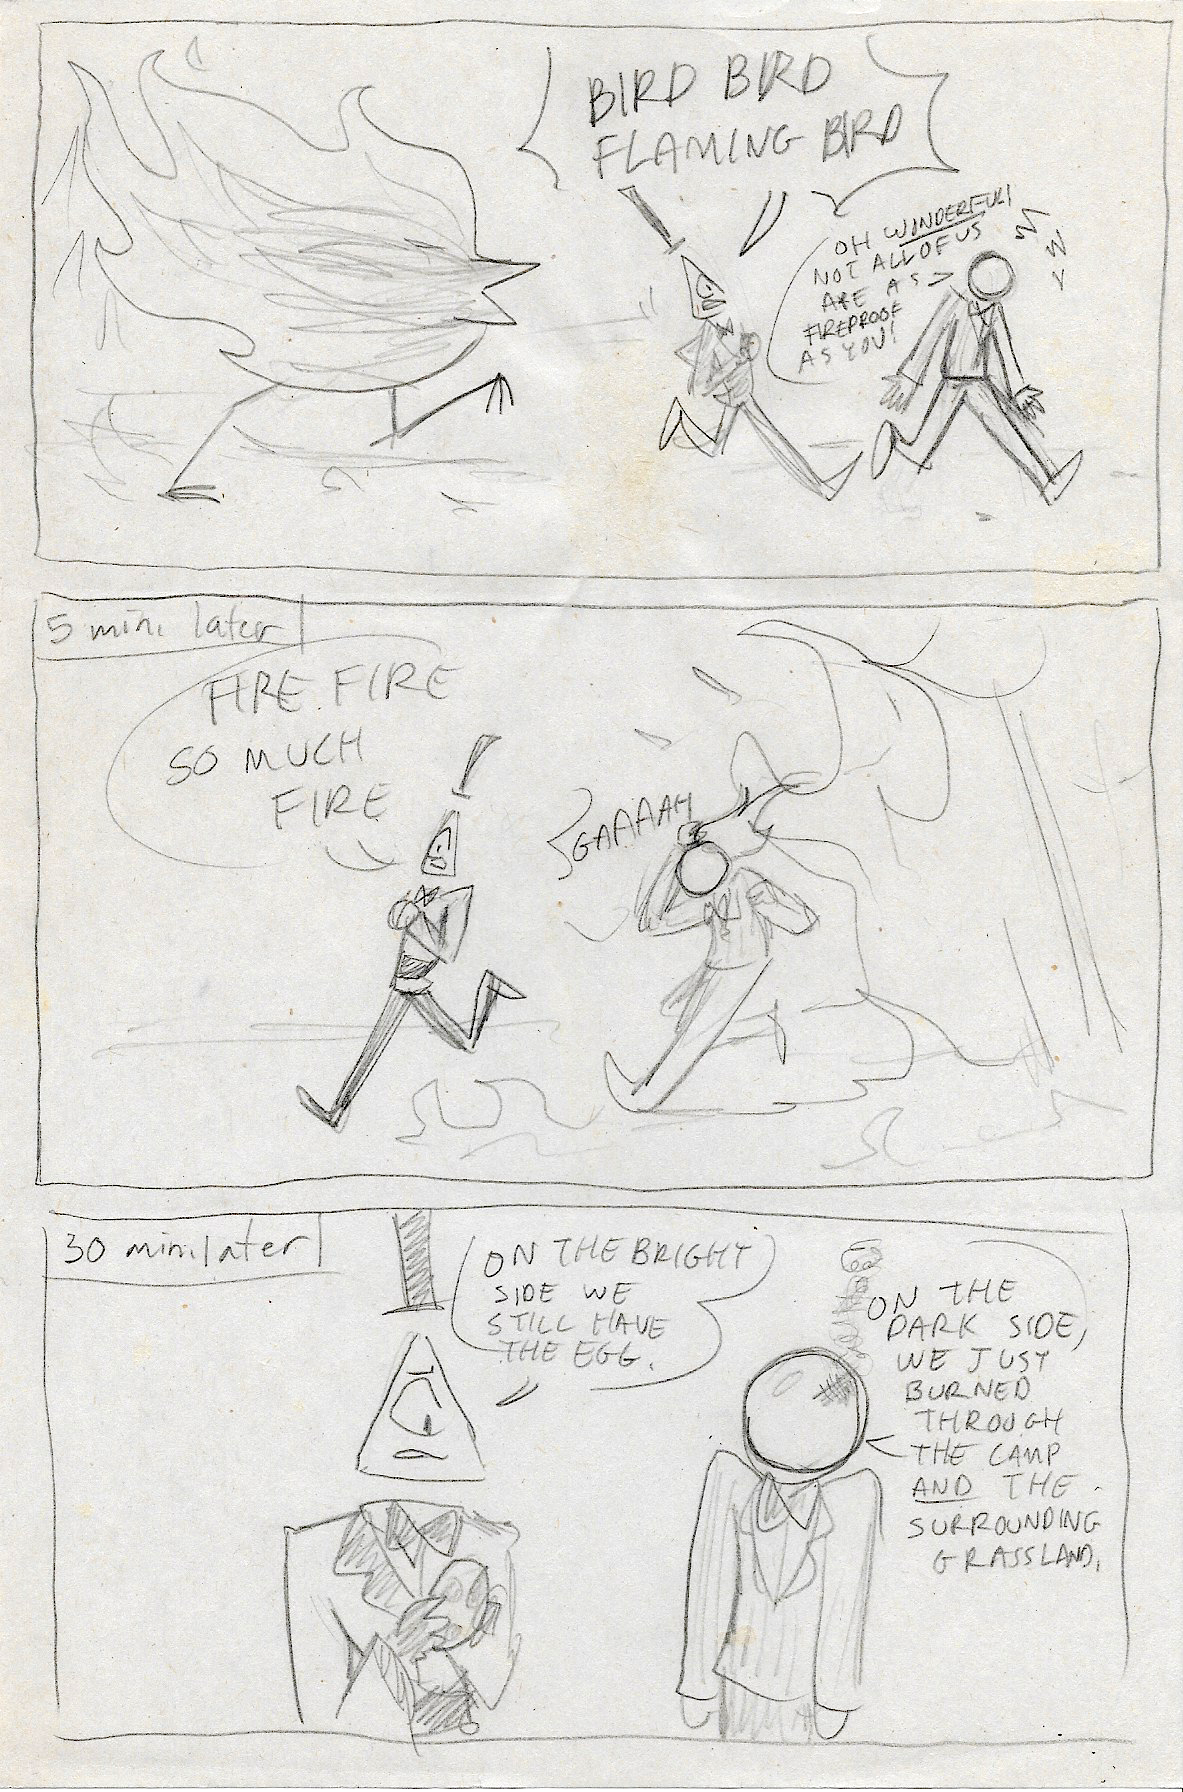 BIRD BIRD
FLAMING BIRD
OH WONDERFUL!
NOT ALL OF US
ARE AS
FIREPROOF
AS YOU!
5 min. later
FIRE FIRE
SO MUCH
FIRE
GAAAAH
30 min. later
ON THE BRIGHT
SIDE WE
STILL HAVE
THE EGG.
ON THE
DARK SIDE,
WE JUST
BURNED
THROUGH
THE CAMP
AND THE
SURROUNDING
GRASSLAND.